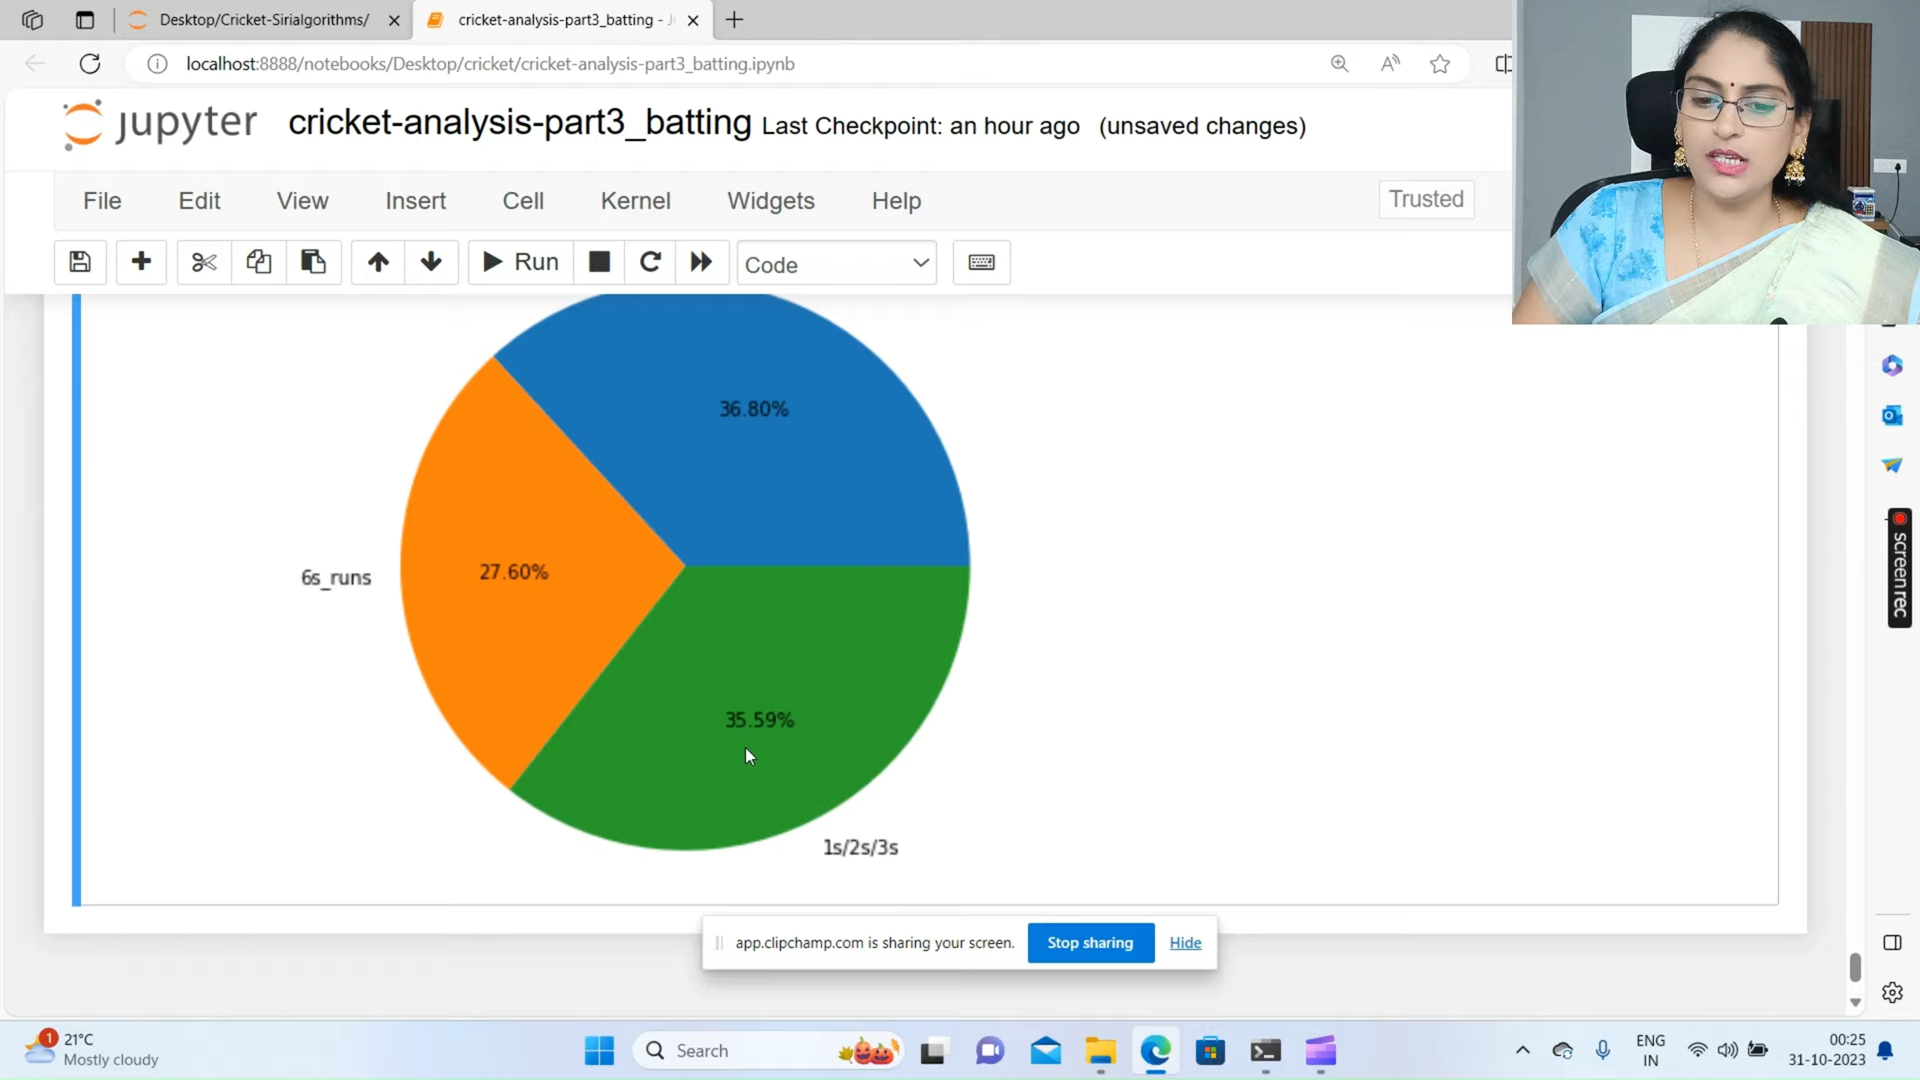 Desktop/Cricket-Sirialgorithms/
cricket-analysis-part3_batting - J
localhost:8888/notebooks/Desktop/cricket/cricket-analysis-part3_batting.ipynb
jupyter cricket-analysis-part3_batting Last Checkpoint: an hour ago (unsaved changes)
File Edit View Insert Cell Kernel Widgets Help Trusted
Run Code
36.80%
6s_runs 27.60%
35.59%
1s/2s/3s
screenrec
app.clipchamp.com is sharing your screen. Stop sharing Hide
1 21°C
Mostly cloudy
Search
ENG
IN
00:25
31-10-2023